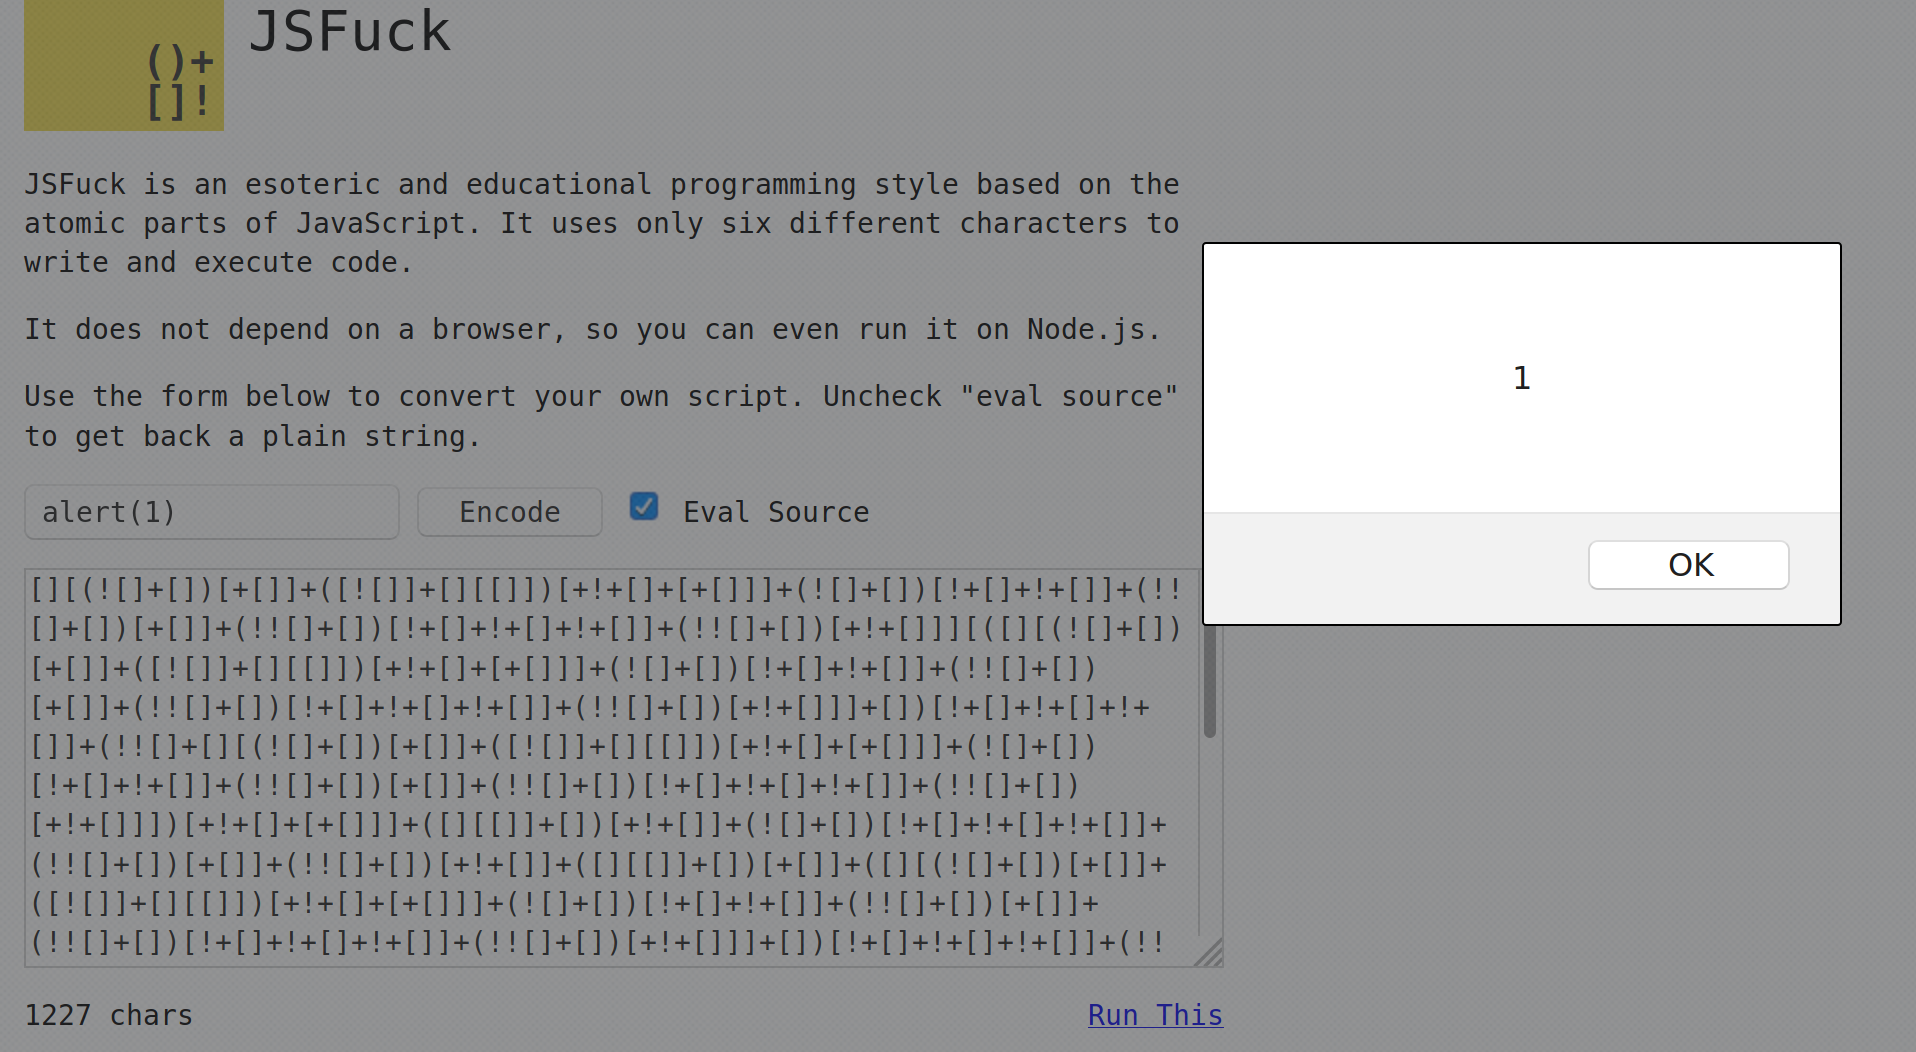 ()+
[]!
JSFuck
JSFuck is an esoteric and educational programming style based on the
atomic parts of JavaScript. It uses only six different characters to
write and execute code.
It does not depend on a browser, so you can even run it on Node.js.
Use the form below to convert your own script. Uncheck "eval source"
to get back a plain string.
alert(1)
Encode
Eval Source
[][(![]+[])[+[]]+([![]]+[][[]])[+!+[]+[+[]]]+(![]+[])[!+[]+!+[]]+(!!
[]+[])[+[]]+(!![]+[])[!+[]+!+[]+!+[]]+(!![]+[])[+!+[]]][([][(![]+[])
[+[]]+([![]]+[][[]])[+!+[]+[+[]]]+(![]+[])[!+[]+!+[]]+(!![]+[])
[+[]]+(!![]+[])[!+[]+!+[]+!+[]]+(!![]+[])[+!+[]]]+[])[!+[]+!+[]+!+
[]]+(!![]+[][(![]+[])[+[]]+([![]]+[][[]])[+!+[]+[+[]]]+(![]+[])
[!+[]+!+[]]+(!![]+[])[+[]]+(!![]+[])[!+[]+!+[]+!+[]]+(!![]+[])
[+!+[]]])[+!+[]+[+[]]]+([][[]]+[])[+!+[]]+(![]+[])[!+[]+!+[]+!+[]]+
(!![]+[])[+[]]+(!![]+[])[+!+[]]+([][[]]+[])[+[]]+([][(![]+[])[+[]]+
([![]]+[][[]])[+!+[]+[+[]]]+(![]+[])[!+[]+!+[]]+(!![]+[])[+[]]+
(!![]+[])[!+[]+!+[]+!+[]]+(!![]+[])[+!+[]]]+[])[!+[]+!+[]+!+[]]+(!!
1227 chars
Run This
1
OK